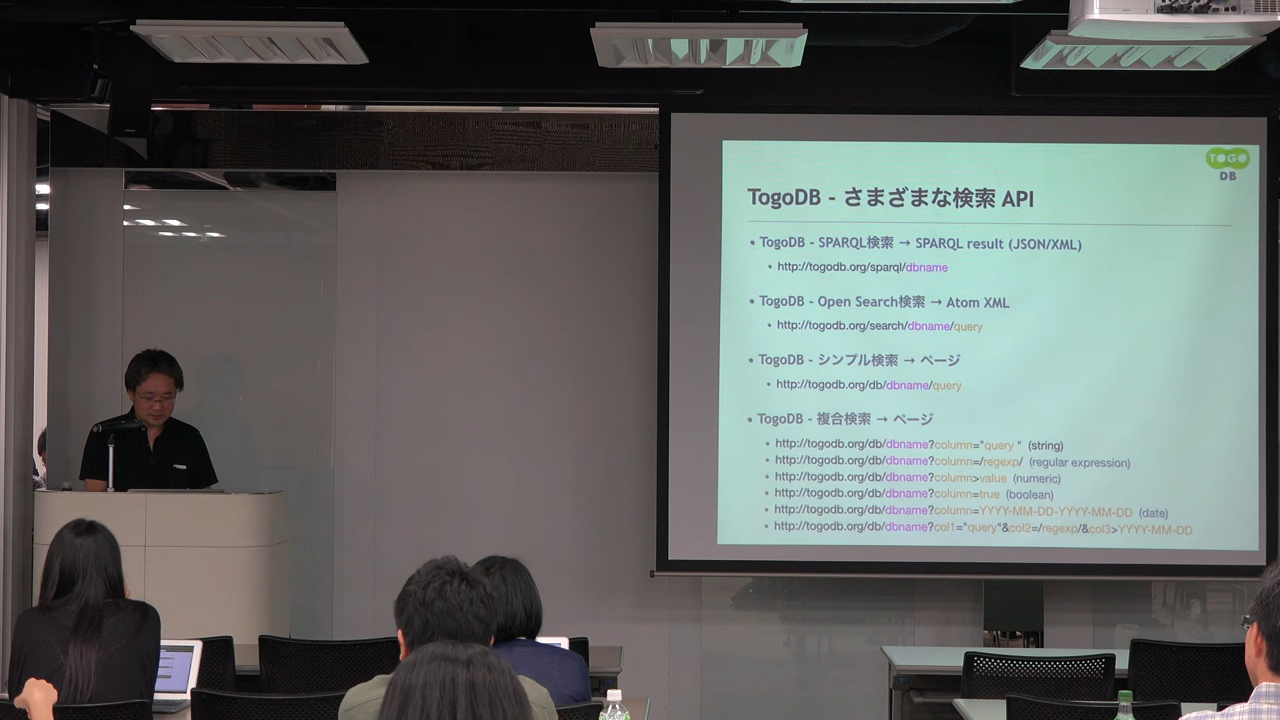 TOGO
DB
TogoDB - さまざまな検索 API
• TogoDB - SPARQL検索 → SPARQL result (JSON/XML)
• http://togodb.org/sparql/dbname
• TogoDB - Open Search検索 → Atom XML
• http://togodb.org/search/dbname/query
• TogoDB - シンプル検索 → ページ
• http://togodb.org/db/dbname/query
• TogoDB - 複合検索 → ページ
• http://togodb.org/db/dbname?column="query " (string)
• http://togodb.org/db/dbname?column=/regexp/ (regular expression)
• http://togodb.org/db/dbname?column>value (numeric)
• http://togodb.org/db/dbname?column=true (boolean)
• http://togodb.org/db/dbname?column=YYYY-MM-DD-YYYY-MM-DD (date)
• http://togodb.org/db/dbname?col1="query"&col2=/regexp/&col3>YYYY-MM-DD